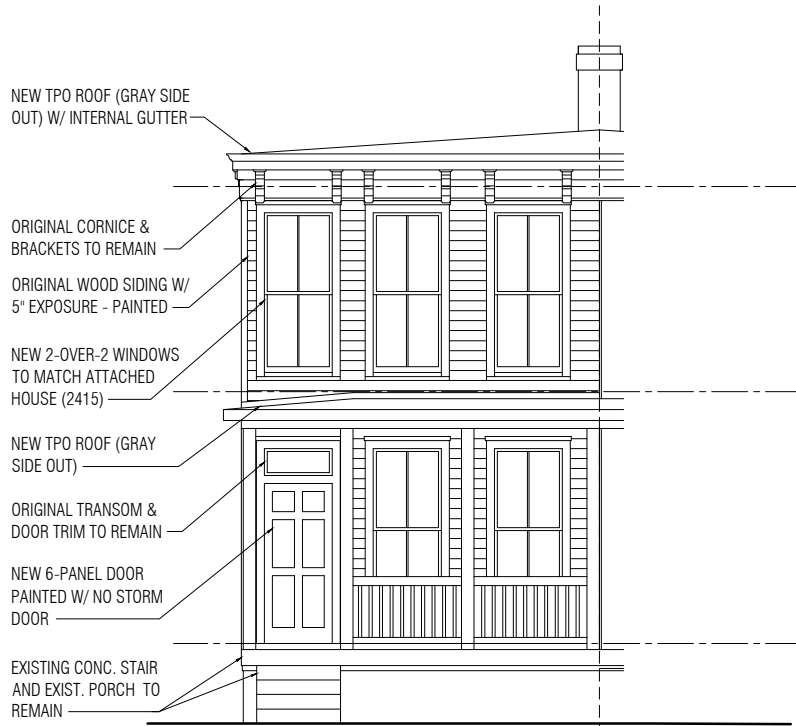 NEW TPO ROOF (GRAY SIDE
OUT) W/ INTERNAL GUTTER
ORIGINAL CORNICE &
BRACKETS TO REMAIN
ORIGINAL WOOD SIDING W/
5" EXPOSURE - PAINTED
NEW 2-OVER-2 WINDOWS
TO MATCH ATTACHED
HOUSE (2415)
NEW TPO ROOF (GRAY
SIDE OUT)
ORIGINAL TRANSOM &
DOOR TRIM TO REMAIN
NEW 6-PANEL DOOR
PAINTED W/ NO STORM
DOOR
EXISTING CONC. STAIR
AND EXIST. PORCH TO
REMAIN